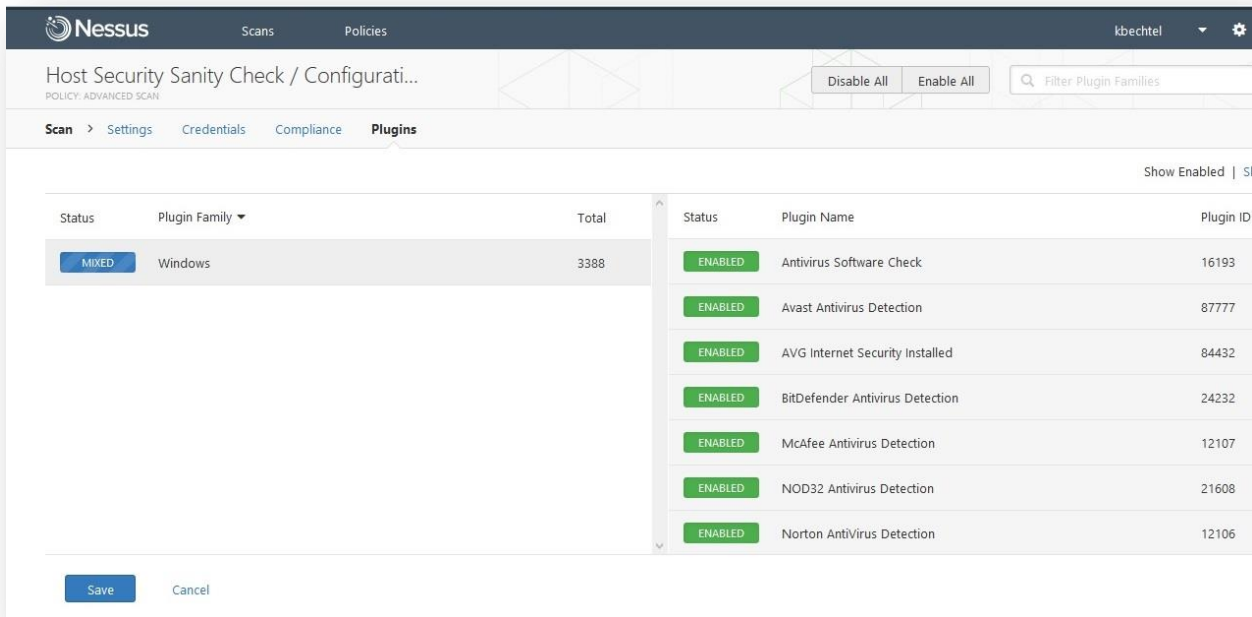 Nessus Scans Policies kbechtel
Host Security Sanity Check / Configurati...
POLICY: ADVANCED SCAN
Disable All Enable All Filter Plugin Families
Scan > Settings Credentials Compliance Plugins
Show Enabled |
Status Plugin Family Total
MIXED Windows 3388
Status Plugin Name Plugin ID
ENABLED Antivirus Software Check 16193
ENABLED Avast Antivirus Detection 87777
ENABLED AVG Internet Security Installed 84432
ENABLED BitDefender Antivirus Detection 24232
ENABLED McAfee Antivirus Detection 12107
ENABLED NOD32 Antivirus Detection 21608
ENABLED Norton AntiVirus Detection 12106
Save Cancel